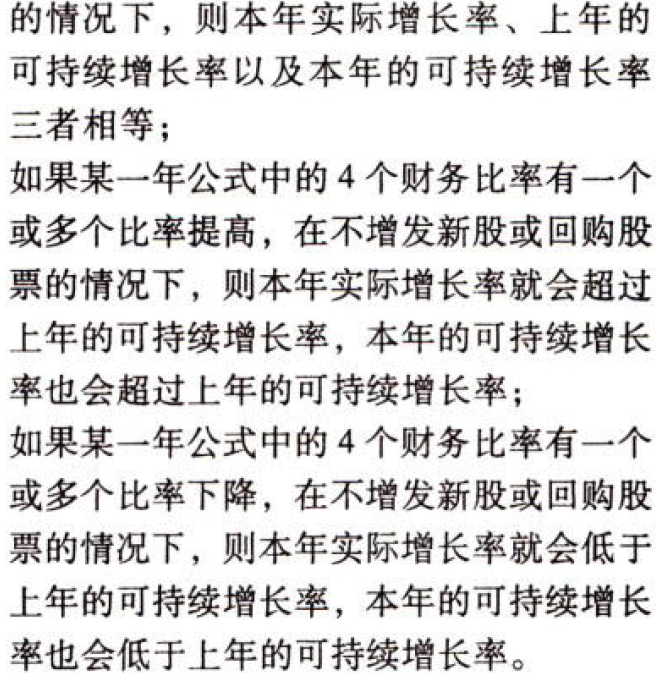 的情况下，则本年实际增长率、上年的
可持续增长率以及本年的可持续增长率
三者相等；
如果某一年公式中的4个财务比率有一个
或多个比率提高，在不增发新股或回购股
票的情况下，则本年实际增长率就会超过
上年的可持续增长率，本年的可持续增长
率也会超过上年的可持续增长率；
如果某一年公式中的4个财务比率有一个
或多个比率下降，在不增发新股或回购股
票的情况下，则本年实际增长率就会低于
上年的可持续增长率，本年的可持续增长
率也会低于上年的可持续增长率。